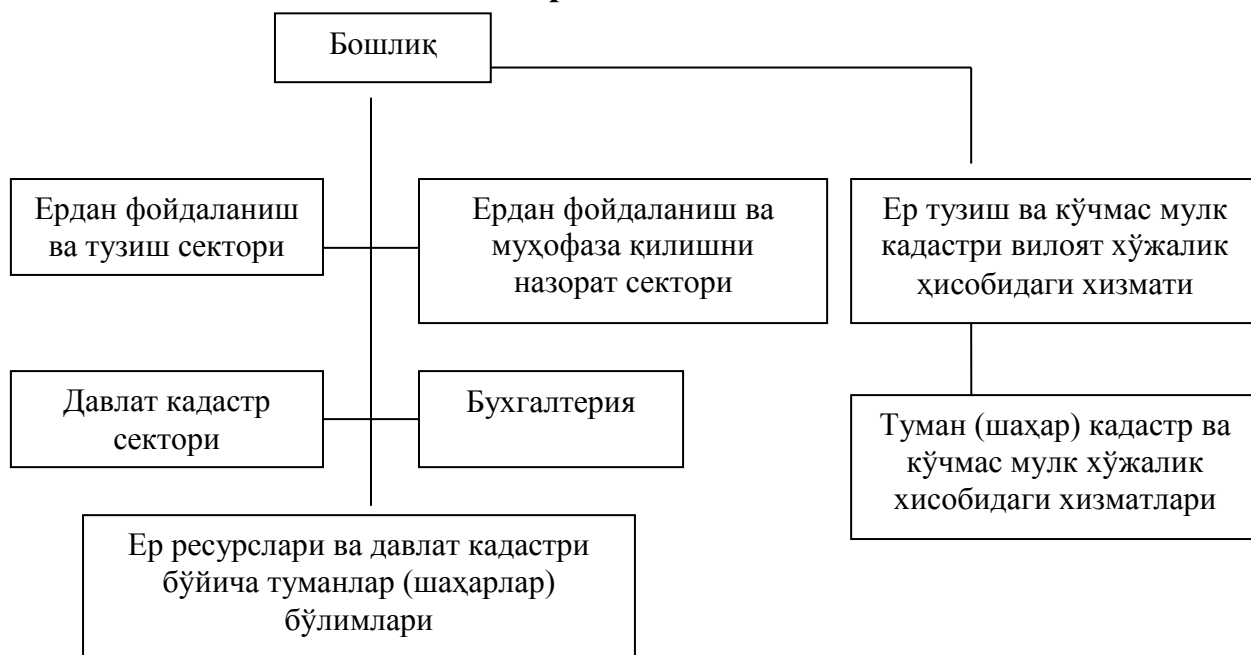 Бошлиқ
Ердан фойдаланиш
ва тузиш сектори
Ердан фойдаланиш ва
муҳофаза қилишни
назорат сектори
Ер тузиш ва кўчмас мулк
кадастри вилоят хўжалик
ҳисобидаги хизмати
Давлат кадастр
сектори
Бухгалтерия
Туман (шаҳар) кадастр ва
кўчмас мулк хўжалик
хисобидаги хизматлари
Ер ресурслари ва давлат кадастри
бўйича туманлар (шаҳарлар)
бўлимлари